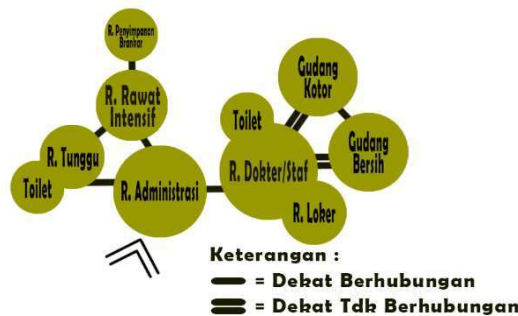 R. Penyimpanan
Brankar
R. Rawat
Intensif
R. Tunggu
Toilet
R. Administrasi
Toilet
R. Dokter/Staf
Gudang
Kotor
Gudang
Bersih
R. Loker
Keterangan :
= Dekat Berhubungan
= Dekat Tdk Berhubungan